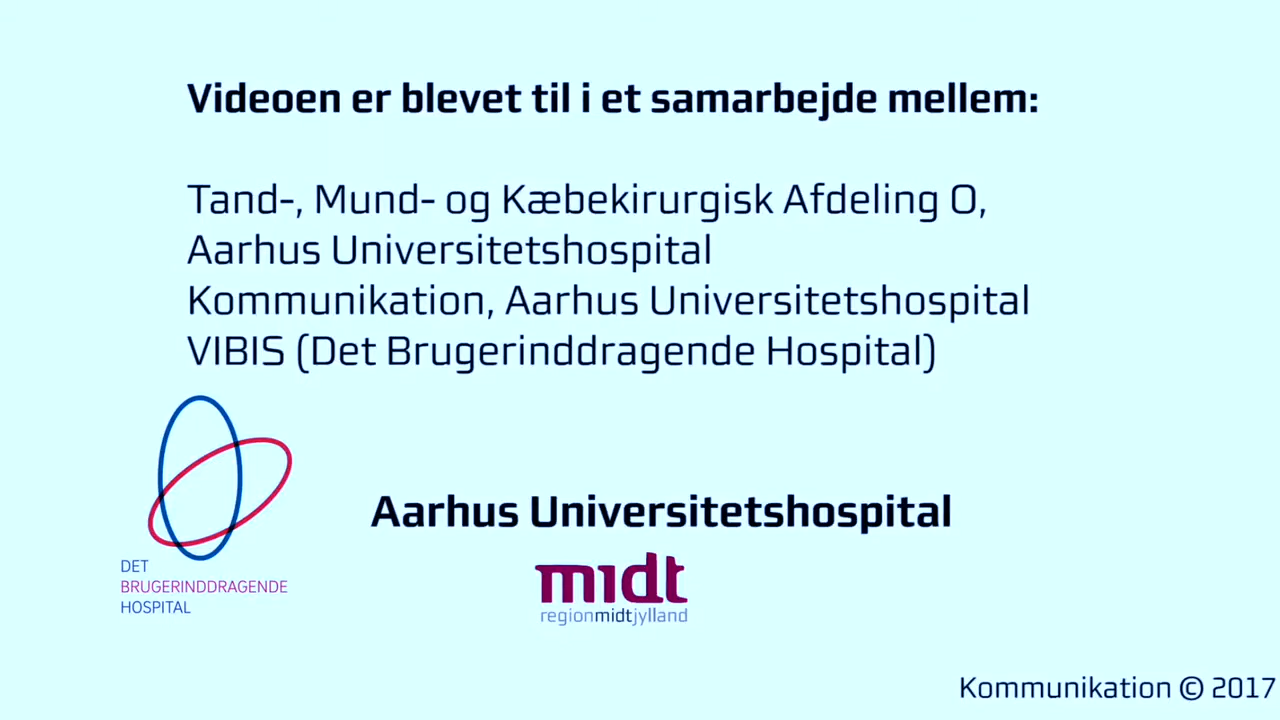 Videoen er blevet til i et samarbejde mellem:
Tand-, Mund- og Kæbekirurgisk Afdeling O,
Aarhus Universitetshospital
Kommunikation, Aarhus Universitetshospital
VIBIS (Det Brugerinddragende Hospital)
DET
BRUGERINDDRAGENDE
HOSPITAL
Aarhus Universitetshospital
midt
regionmidtjylland
Kommunikation © 2017